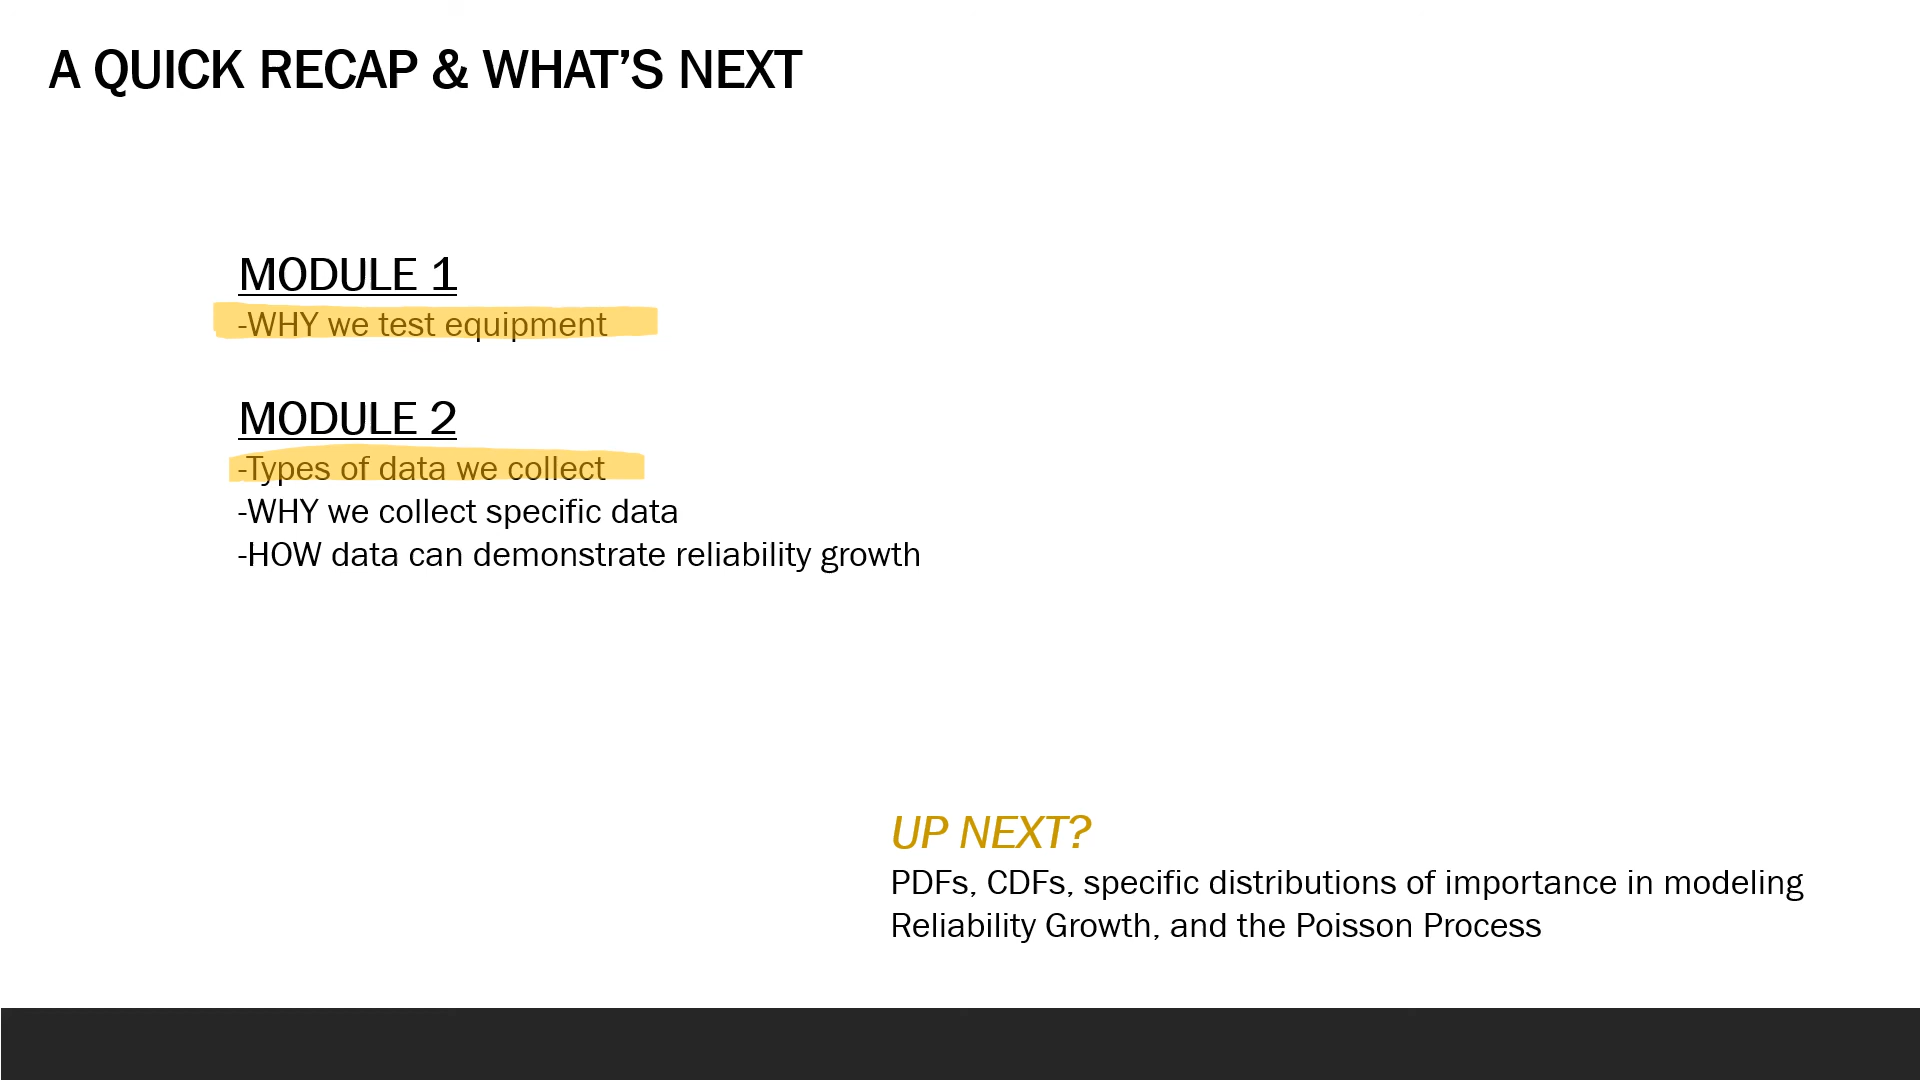 A QUICK RECAP & WHAT’S NEXT
MODULE 1
-WHY we test equipment
MODULE 2
-Types of data we collect
-WHY we collect specific data
-HOW data can demonstrate reliability growth
UP NEXT?
PDFs, CDFs, specific distributions of importance in modeling
Reliability Growth, and the Poisson Process